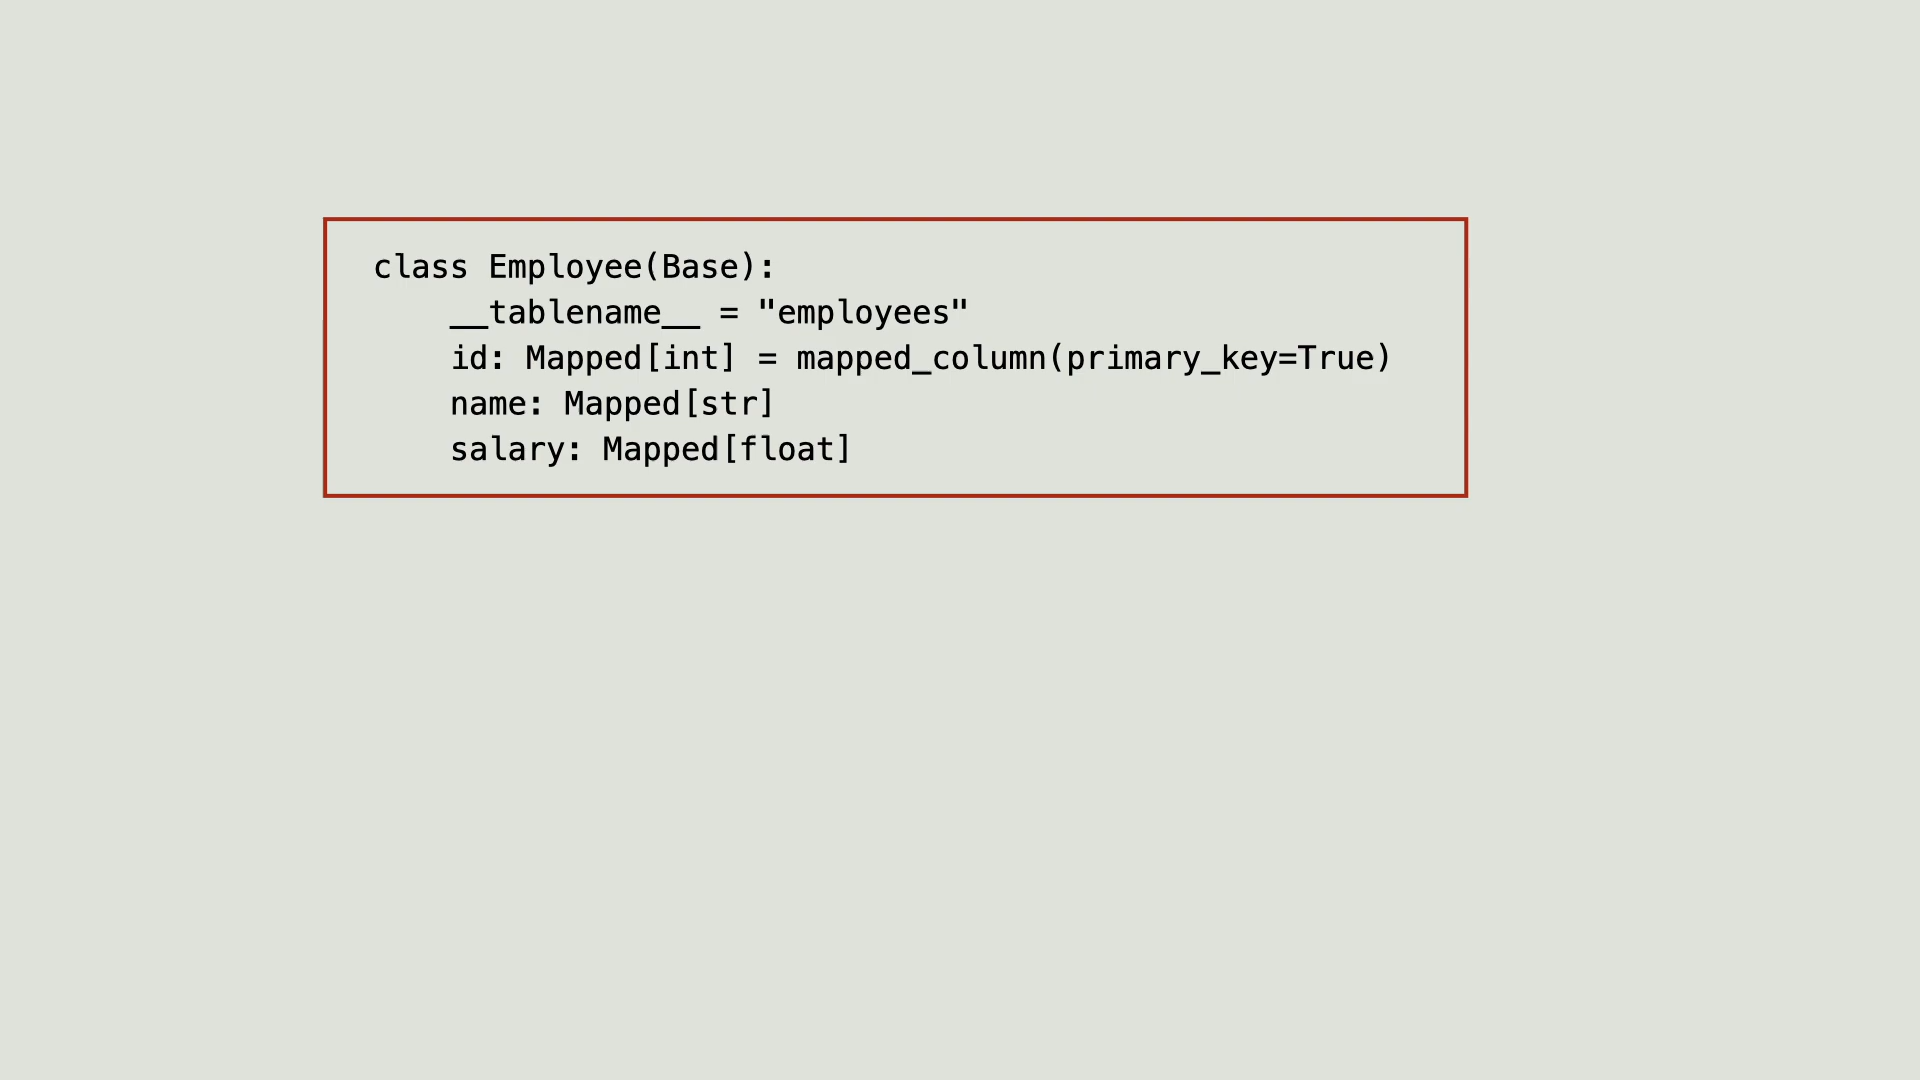 class Employee(Base):
    __tablename__ = "employees"
    id: Mapped[int] = mapped_column(primary_key=True)
    name: Mapped[str]
    salary: Mapped[float]